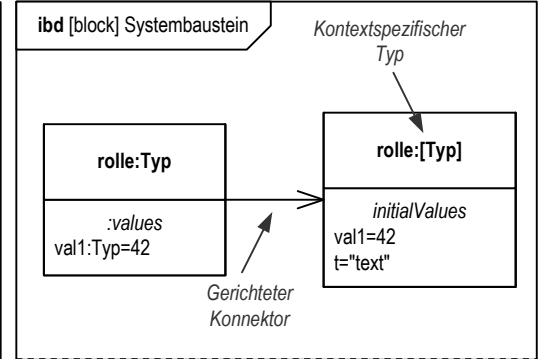 ibd [block] Systembaustein
Kontextspezifischer
Typ
rolle:Typ
:values
val1:Typ=42
rolle:[Typ]
initialValues
val1=42
t="text"
Gerichteter
Konnektor